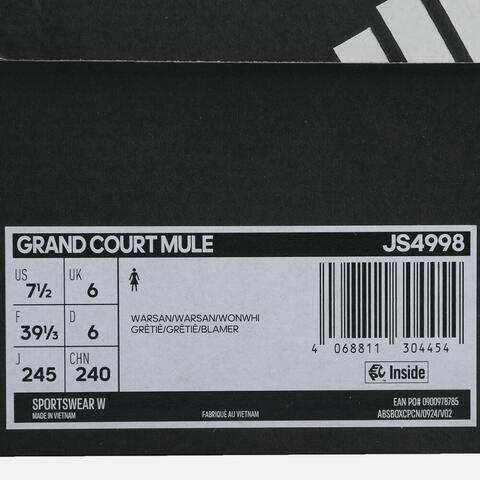 GRAND COURT MULE JS4998
US 7½ UK 6
F 39⅓ D 6
J 245 CHN 240
WARSAN/WARSAN/WONWHI
GRÈTIÈ/GRÈTIÈ/BLAMER
4 068811 304454
Inside
SPORTSWEAR W
MADE IN VIETNAM
FABRIQUÉ AU VIETNAM
EAN PO# 0900978785
ABSBOXCPCN/0924/V02